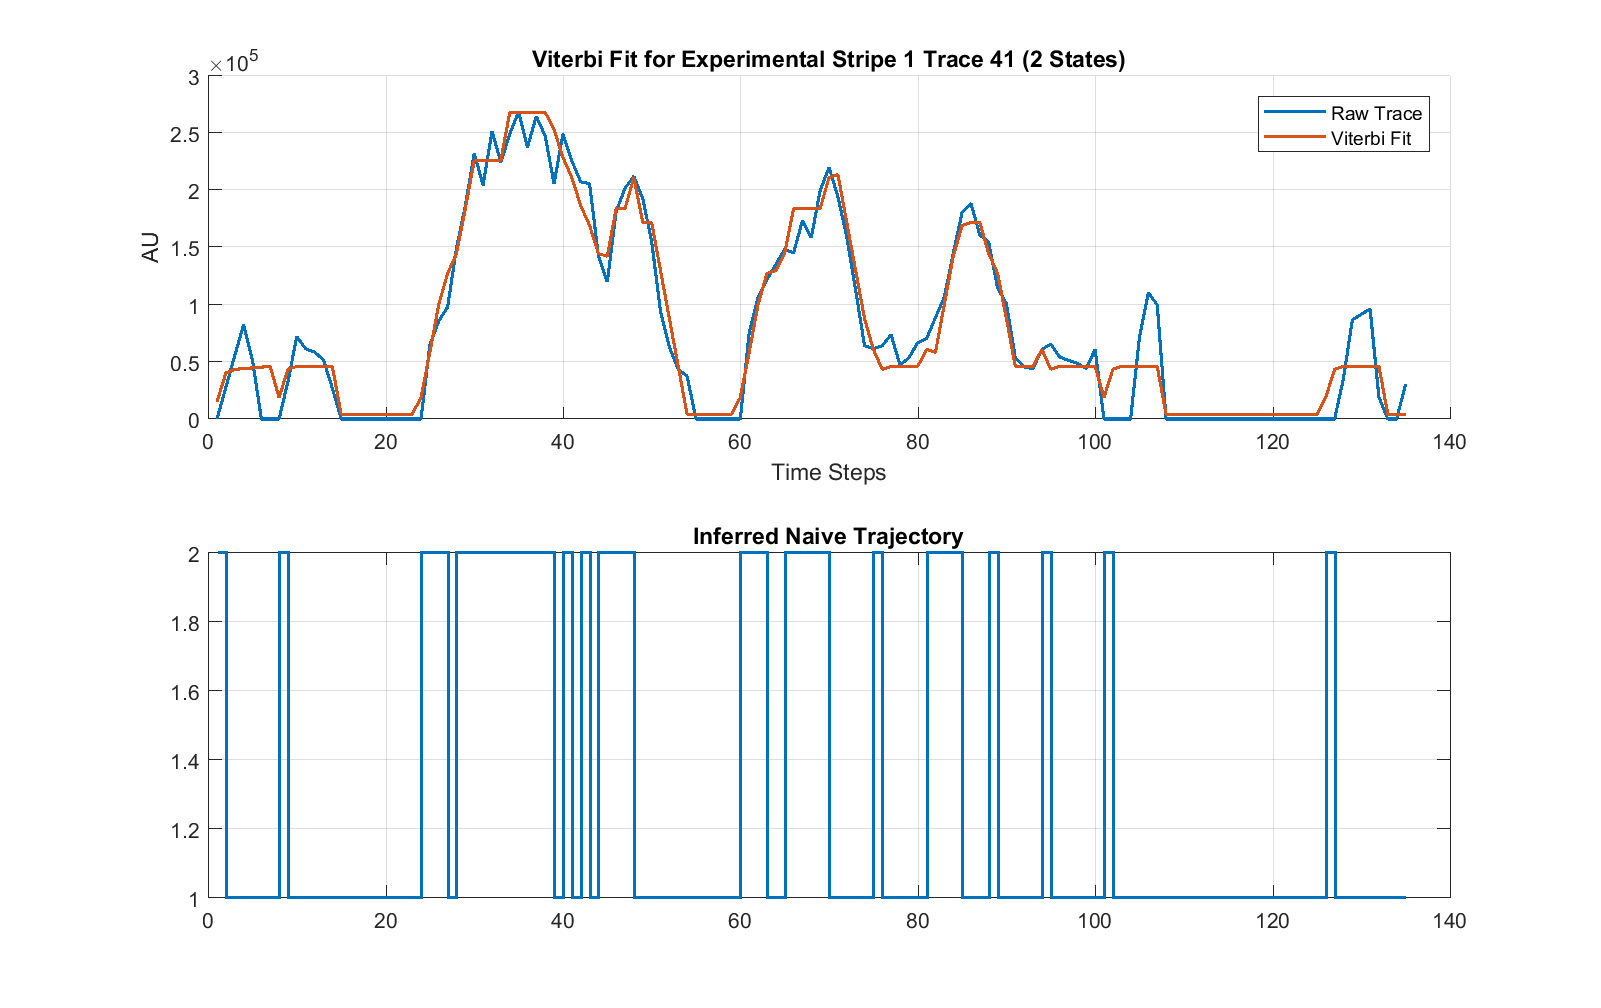 Viterbi Fit for Experimental Stripe 1 Trace 41 (2 States)
×10^5
3
2.5
2
1.5
1
0.5
0
AU
Raw Trace
Viterbi Fit
0 20 40 60 80 100 120 140
Time Steps
Inferred Naive Trajectory
2
1.8
1.6
1.4
1.2
1
0 20 40 60 80 100 120 140